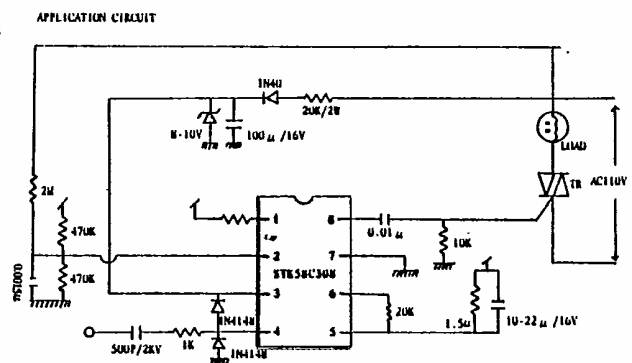 APPLICATION CIRCUIT
1N40
20K/2W
8-10V
100μ/16V
LOAD
TR
AC110V
2M
470K
470K
1
2
3
4
8
7
6
5
0.01μ
10K
20K
1.5μ
10-22μ/16V
1N4148
1N4148
500P/2KV
1K